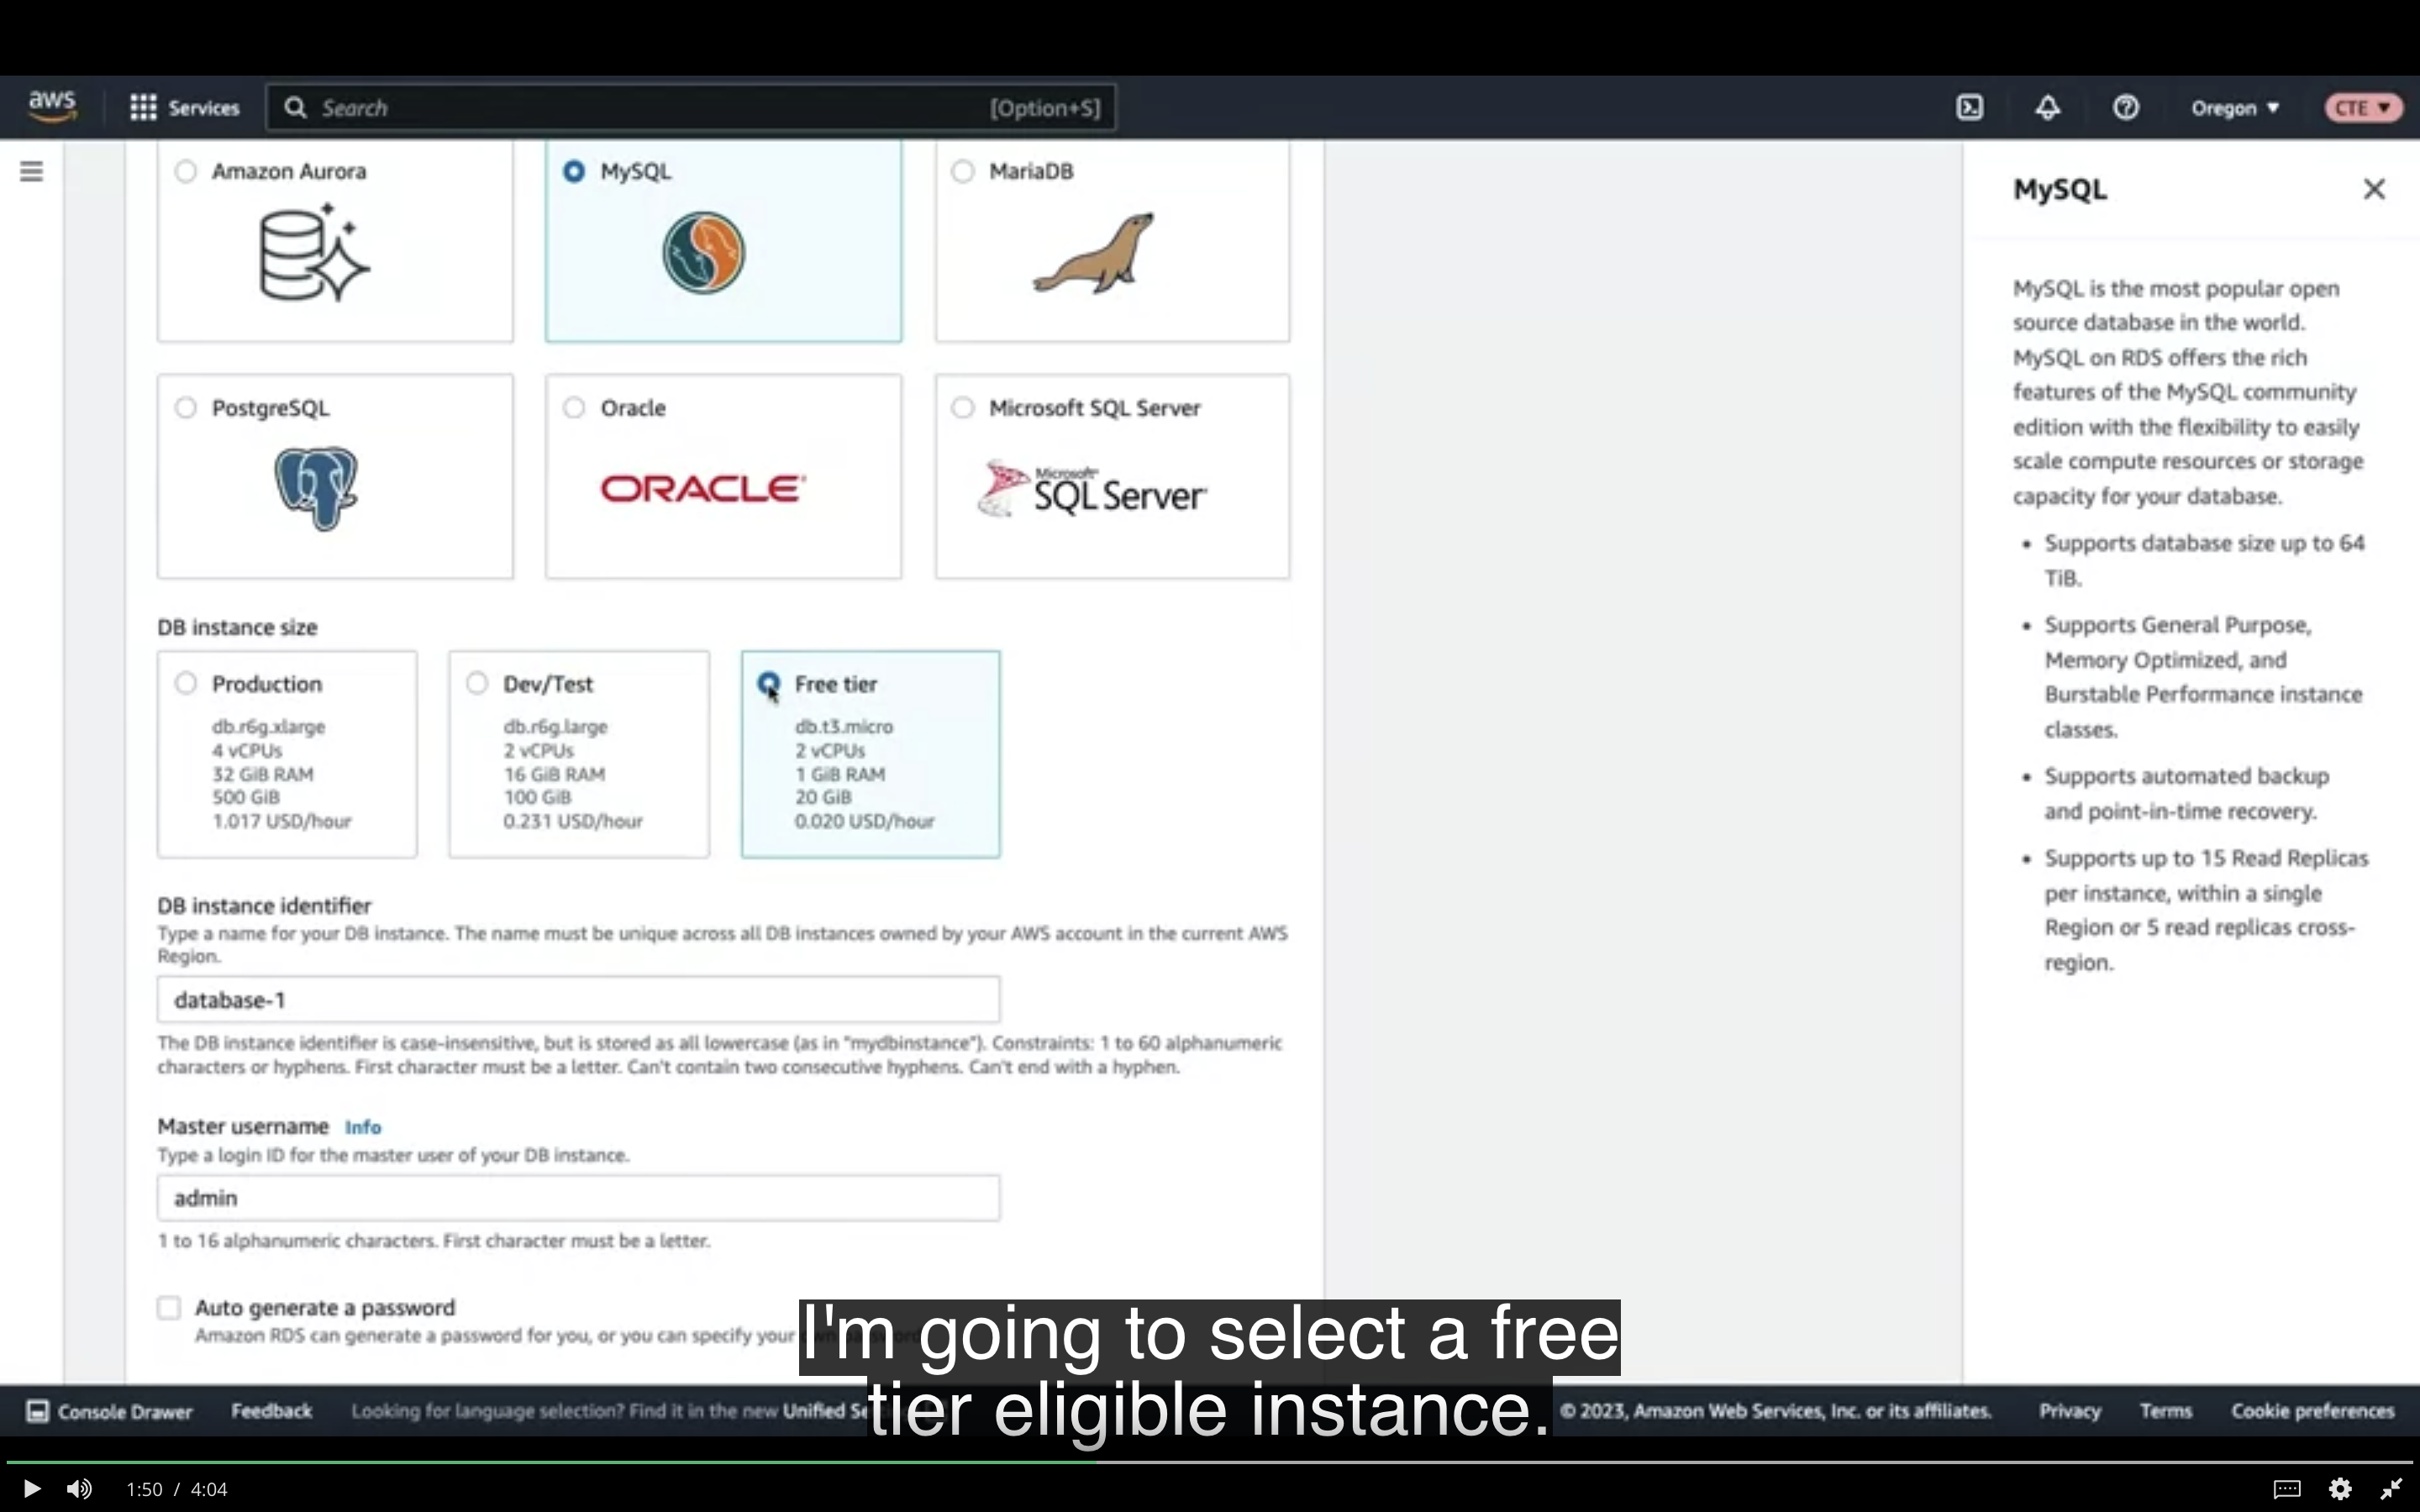 aws
Services
Search
[Option+S]
Oregon
CTE
Amazon Aurora
MySQL
MariaDB
PostgreSQL
Oracle
Microsoft SQL Server
ORACLE
Microsoft
SQL Server
DB instance size
Production
db.r6g.xlarge
4 vCPUs
32 GiB RAM
500 GiB
1.017 USD/hour
Dev/Test
db.r6g.large
2 vCPUs
16 GiB RAM
100 GiB
0.231 USD/hour
Free tier
db.t3.micro
2 vCPUs
1 GiB RAM
20 GiB
0.020 USD/hour
DB instance identifier
Type a name for your DB instance. The name must be unique across all DB instances owned by your AWS account in the current AWS
Region.
database-1
The DB instance identifier is case-insensitive, but is stored as all lowercase (as in "mydbinstance"). Constraints: 1 to 60 alphanumeric
characters or hyphens. First character must be a letter. Can't contain two consecutive hyphens. Can't end with a hyphen.
Master username Info
Type a login ID for the master user of your DB instance.
admin
1 to 16 alphanumeric characters. First character must be a letter.
Auto generate a password
Amazon RDS can generate a password for you, or you can specify your
MySQL
MySQL is the most popular open
source database in the world.
MySQL on RDS offers the rich
features of the MySQL community
edition with the flexibility to easily
scale compute resources or storage
capacity for your database.
• Supports database size up to 64
TiB.
• Supports General Purpose,
Memory Optimized, and
Burstable Performance instance
classes.
• Supports automated backup
and point-in-time recovery.
• Supports up to 15 Read Replicas
per instance, within a single
Region or 5 read replicas cross-
region.
I'm going to select a free
tier eligible instance.
Console Drawer
Feedback
Looking for language selection? Find it in the new Unified
© 2023, Amazon Web Services, Inc. or its affiliates.
Privacy
Terms
Cookie preferences
1:50 / 4:04